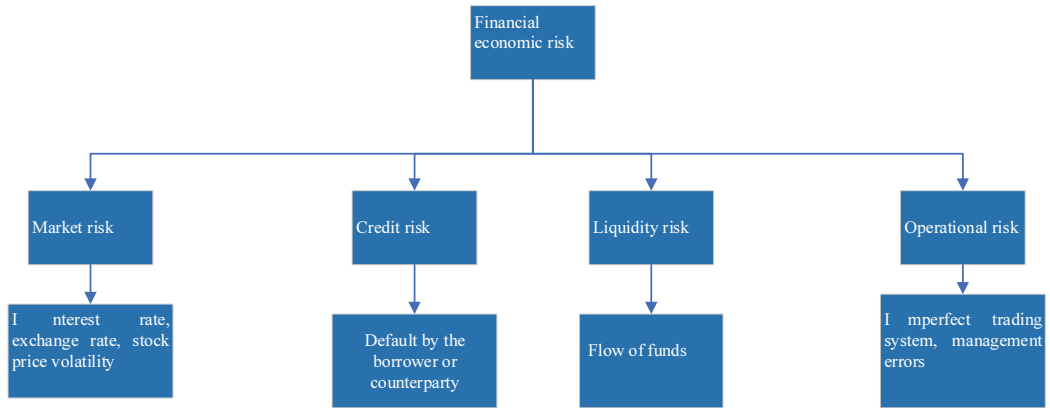 Financial
economic risk
Market risk
Credit risk
Liquidity risk
Operational risk
I nterest rate,
exchange rate, stock
price volatility
Default by the
borrower or
counterparty
Flow of funds
I mperfect trading
system, management
errors